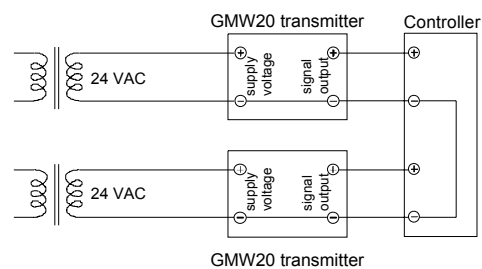 GMW20 transmitter
Controller
24 VAC
supply
voltage
signal
output
24 VAC
supply
voltage
signal
output
GMW20 transmitter